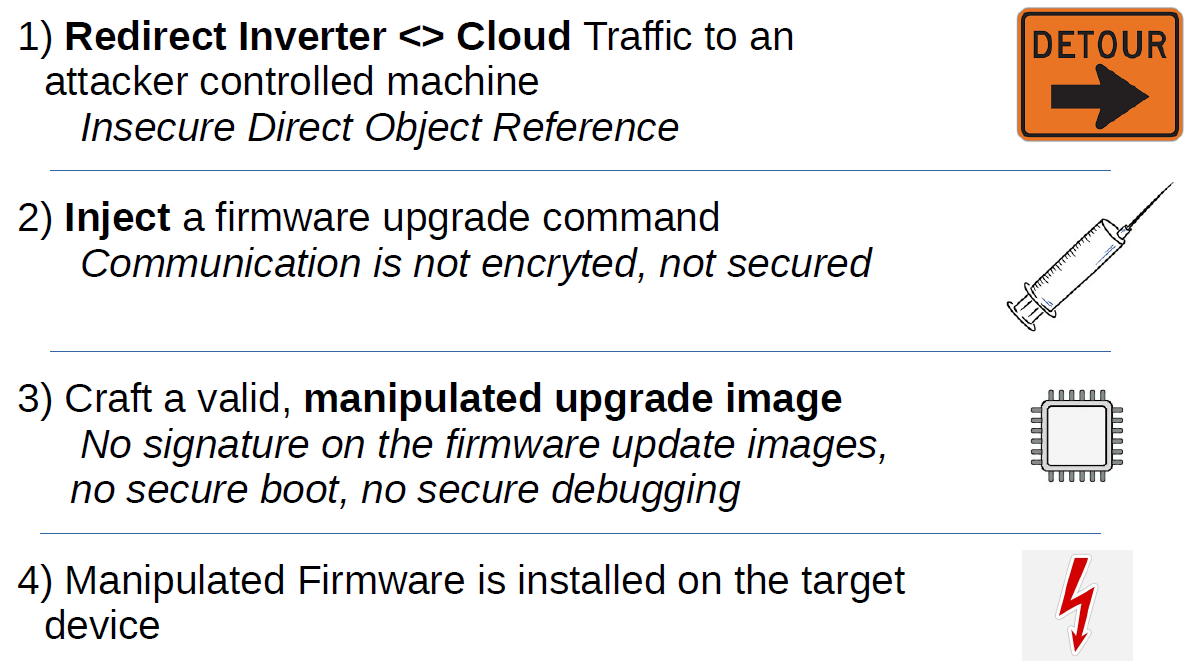 1) Redirect Inverter <> Cloud Traffic to an
attacker controlled machine
Insecure Direct Object Reference
DETOUR
2) Inject a firmware upgrade command
Communication is not encryted, not secured
3) Craft a valid, manipulated upgrade image
No signature on the firmware update images,
no secure boot, no secure debugging
4) Manipulated Firmware is installed on the target
device